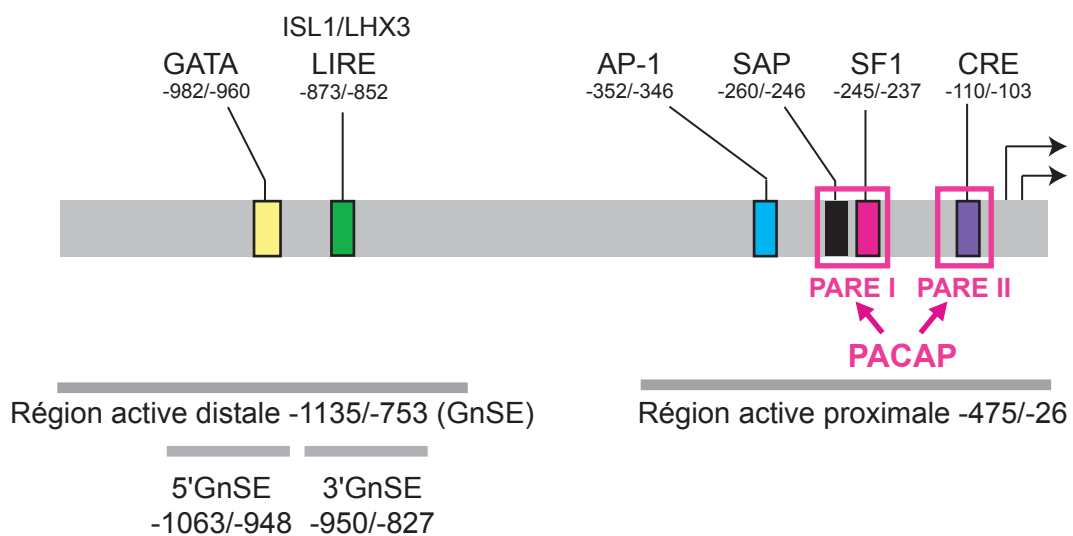 ISL1/LHX3
GATA LIRE AP-1 SAP SF1 CRE
-982/-960 -873/-852 -352/-346 -260/-246 -245/-237 -110/-103
PARE I PARE II
PACAP
Région active distale -1135/-753 (GnSE) Région active proximale -475/-26
5'GnSE 3'GnSE
-1063/-948 -950/-827